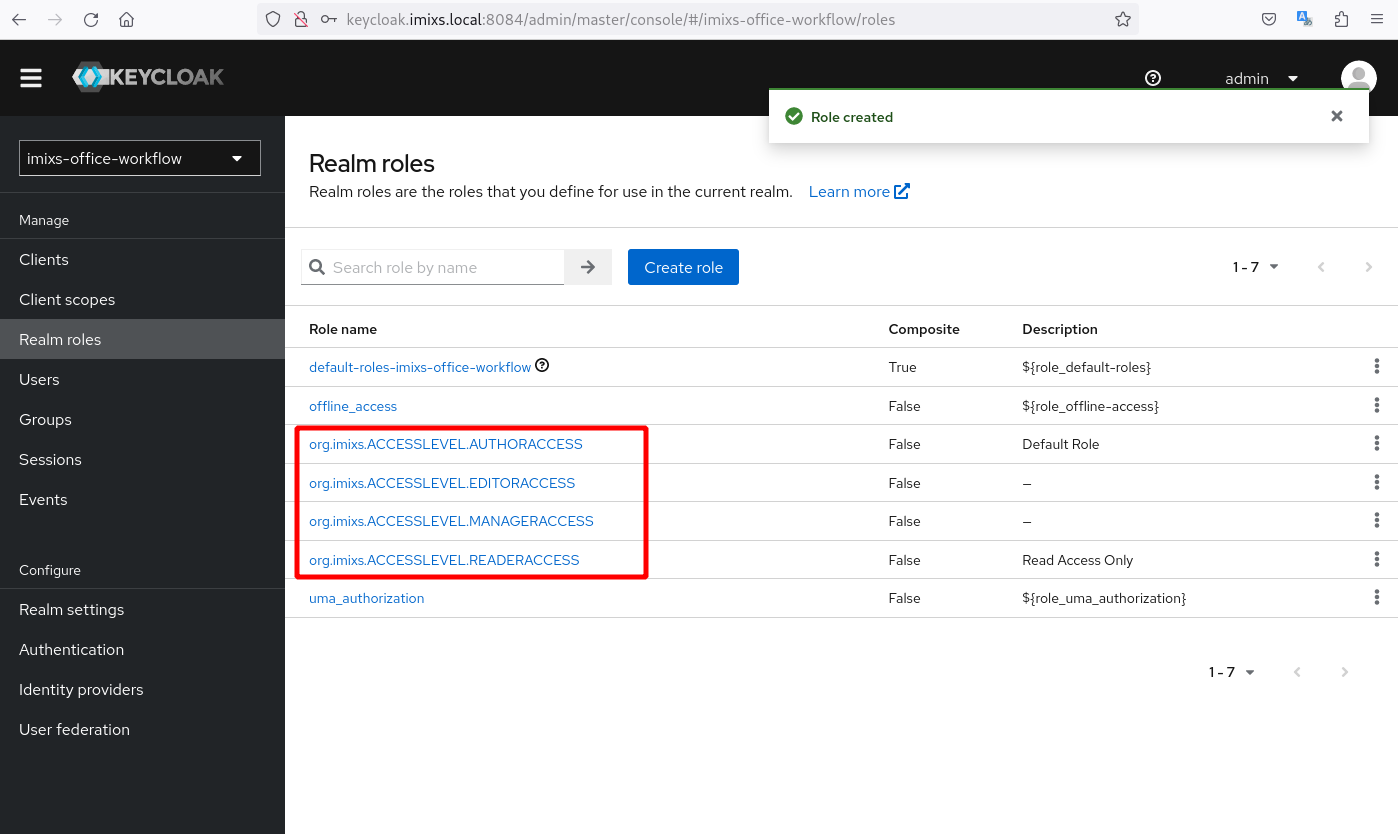 keycloak.imixs.local:8084/admin/master/console/#/imixs-office-workflow/roles
KEYCLOAK
admin
Role created
imixs-office-workflow
Manage
Clients
Client scopes
Realm roles
Users
Groups
Sessions
Events
Configure
Realm settings
Authentication
Identity providers
User federation
Realm roles
Realm roles are the roles that you define for use in the current realm. Learn more
Search role by name
Create role
1 - 7
Role name Composite Description
default-roles-imixs-office-workflow True ${role_default-roles}
offline_access False ${role_offline-access}
org.imixs.ACCESSLEVEL.AUTHORACCESS False Default Role
org.imixs.ACCESSLEVEL.EDITORACCESS False –
org.imixs.ACCESSLEVEL.MANAGERACCESS False –
org.imixs.ACCESSLEVEL.READERACCESS False Read Access Only
uma_authorization False ${role_uma_authorization}
1 - 7